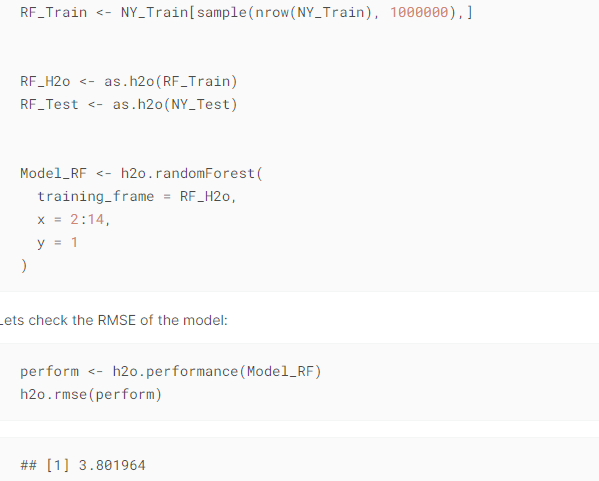 RF_Train <- NY_Train[sample(nrow(NY_Train), 1000000),]
RF_H2o <- as.h2o(RF_Train)
RF_Test <- as.h2o(NY_Test)
Model_RF <- h2o.randomForest(
  training_frame = RF_H2o,
  x = 2:14,
  y = 1
)
Lets check the RMSE of the model:
perform <- h2o.performance(Model_RF)
h2o.rmse(perform)
## [1] 3.801964